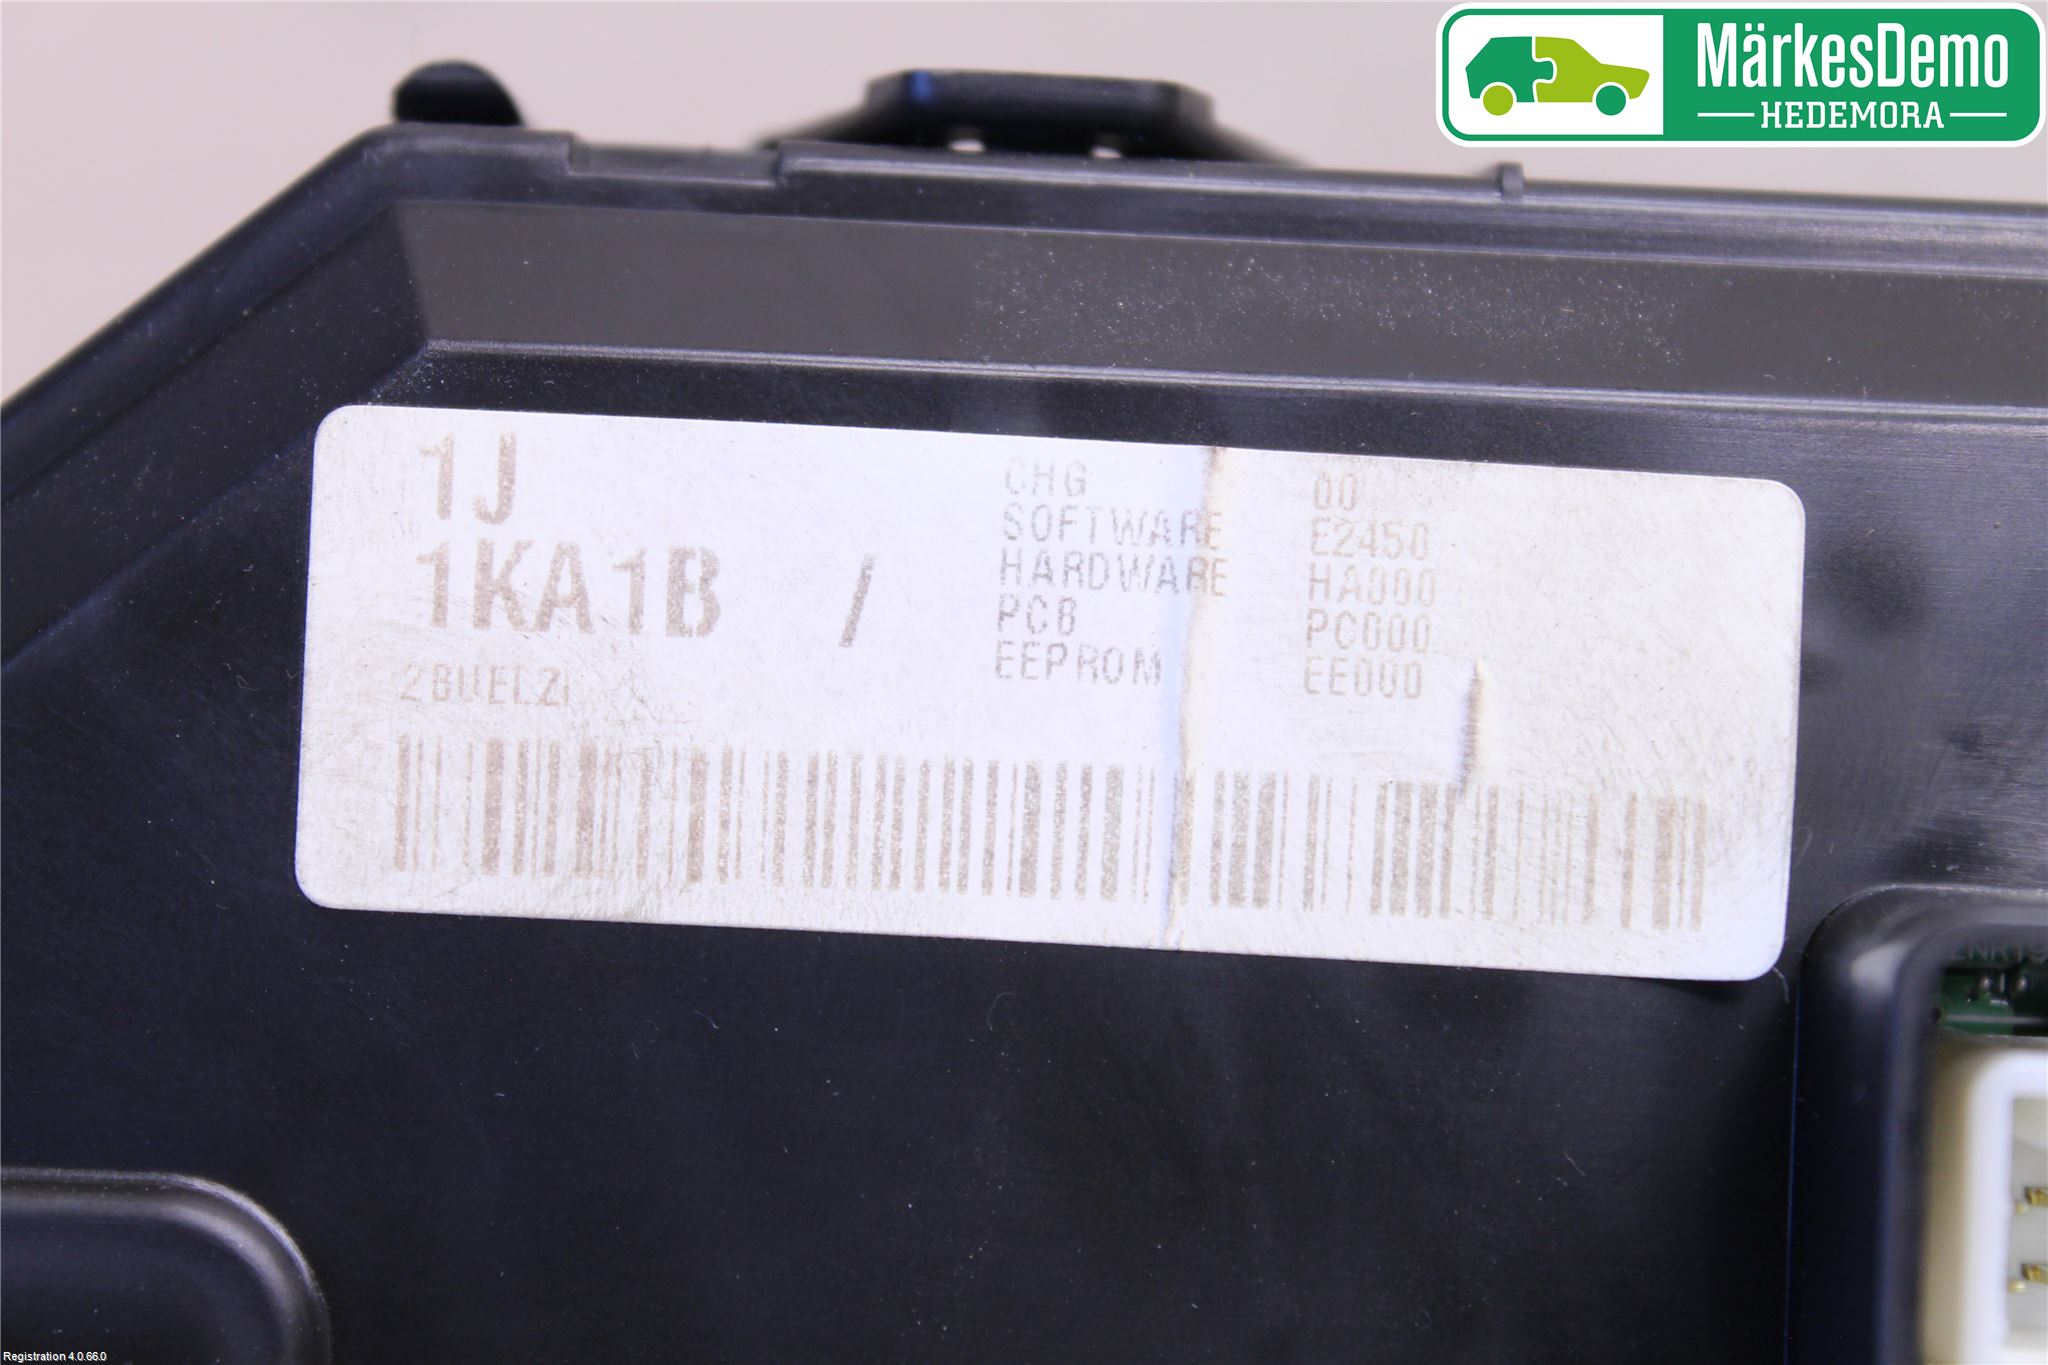 MärkesDemo
HEDEMORA
1J
1KA1B /
CHG 00
SOFTWARE E2450
HARDWARE HA000
PCB PC000
EEPROM EE000
Registration 4.0.66.0